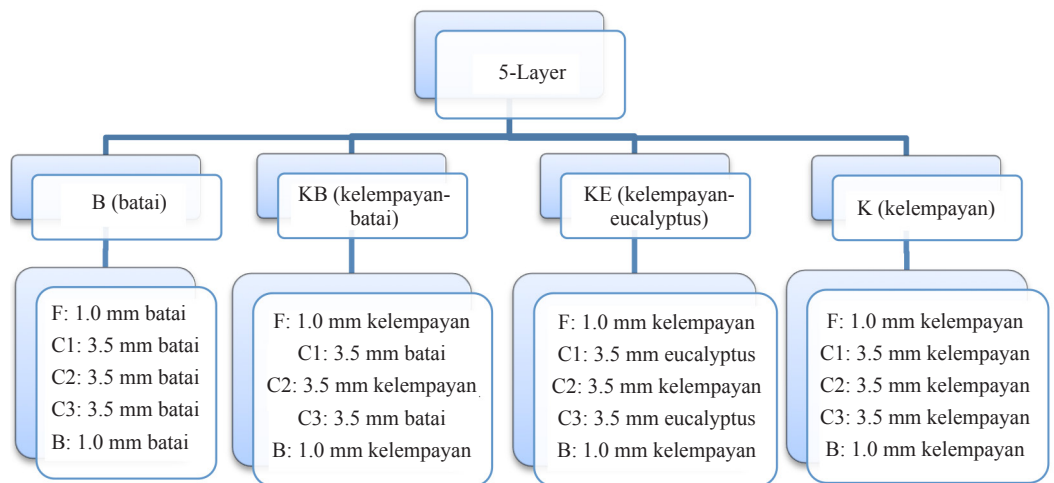 5-Layer
B (batai)
KB (kelempayan-
batai)
KE (kelempayan-
eucalyptus)
K (kelempayan)
F: 1.0 mm batai
C1: 3.5 mm batai
C2: 3.5 mm batai
C3: 3.5 mm batai
B: 1.0 mm batai
F: 1.0 mm kelempayan
C1: 3.5 mm batai
C2: 3.5 mm kelempayan
C3: 3.5 mm batai
B: 1.0 mm kelempayan
F: 1.0 mm kelempayan
C1: 3.5 mm eucalyptus
C2: 3.5 mm kelempayan
C3: 3.5 mm eucalyptus
B: 1.0 mm kelempayan
F: 1.0 mm kelempayan
C1: 3.5 mm kelempayan
C2: 3.5 mm kelempayan
C3: 3.5 mm kelempayan
B: 1.0 mm kelempayan